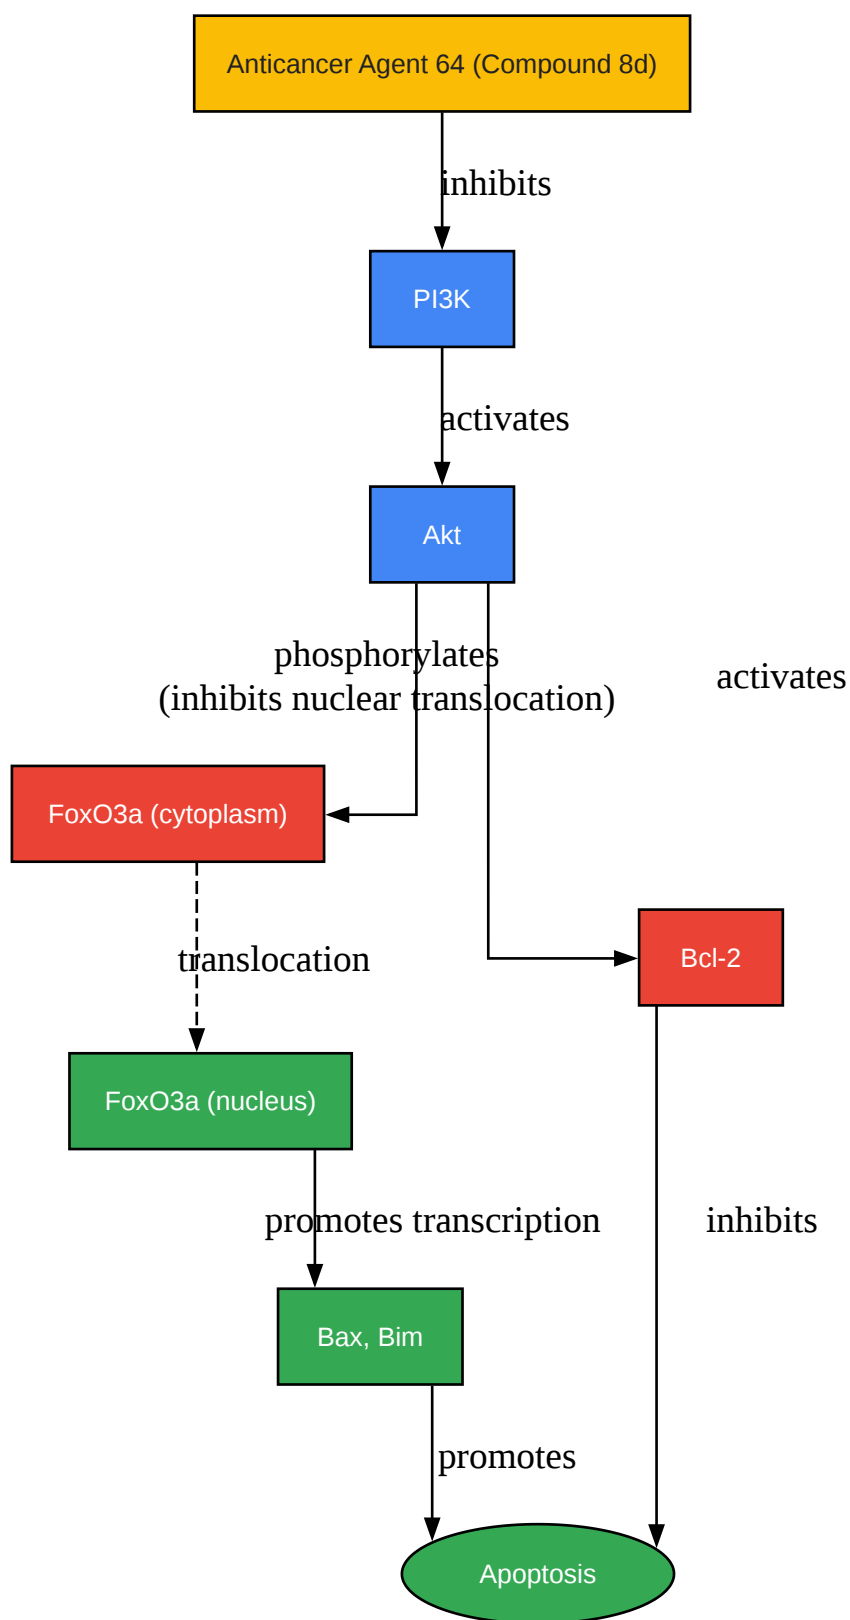 Anticancer Agent 64 (Compound 8d)
inhibits
PI3K
activates
Akt
phosphorylates
(inhibits nuclear translocation)
activates
FoxO3a (cytoplasm)
translocation
Bcl-2
FoxO3a (nucleus)
promotes transcription
inhibits
Bax, Bim
promotes
Apoptosis